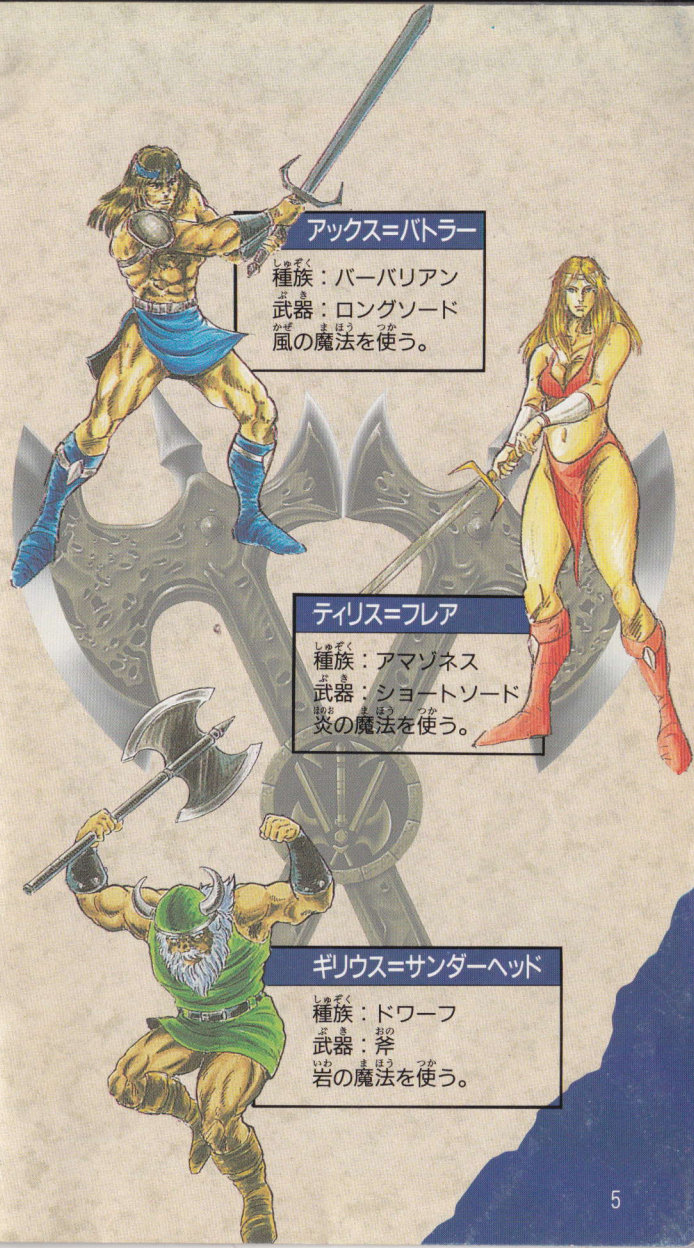 アックス=バトラー
種族：バーバリアン
武器：ロングソード
風の魔法を使う。
ティリス=フレア
種族：アマゾネス
武器：ショートソード
炎の魔法を使う。
ギリウス=サンダーヘッド
種族：ドワーフ
武器：斧
岩の魔法を使う。
5